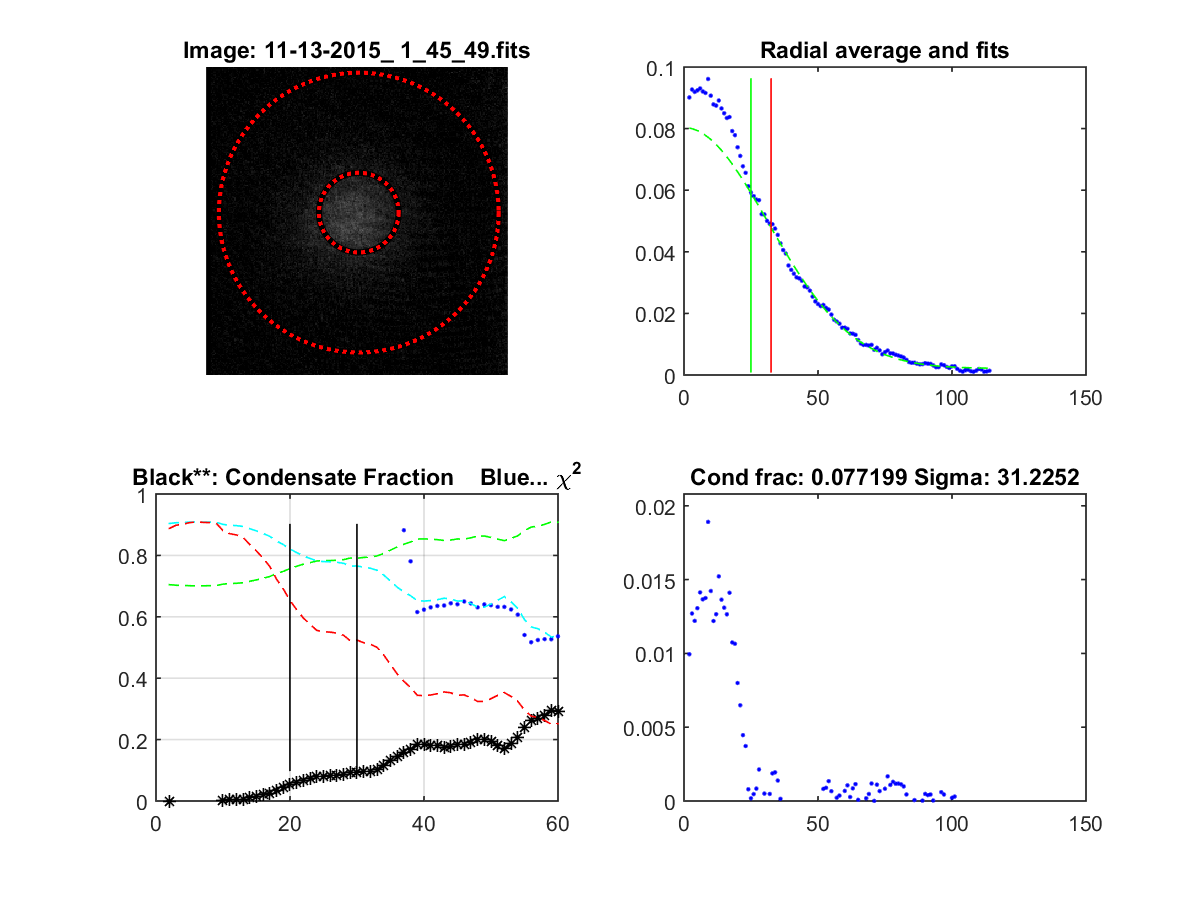 Image: 11-13-2015_ 1_45_49.fits
Radial average and fits
0.1
0.08
0.06
0.04
0.02
0
0 50 100 150
Black**: Condensate Fraction Blue... χ²
1
0.8
0.6
0.4
0.2
0
0 20 40 60
Cond frac: 0.077199 Sigma: 31.2252
0.02
0.015
0.01
0.005
0
0 50 100 150